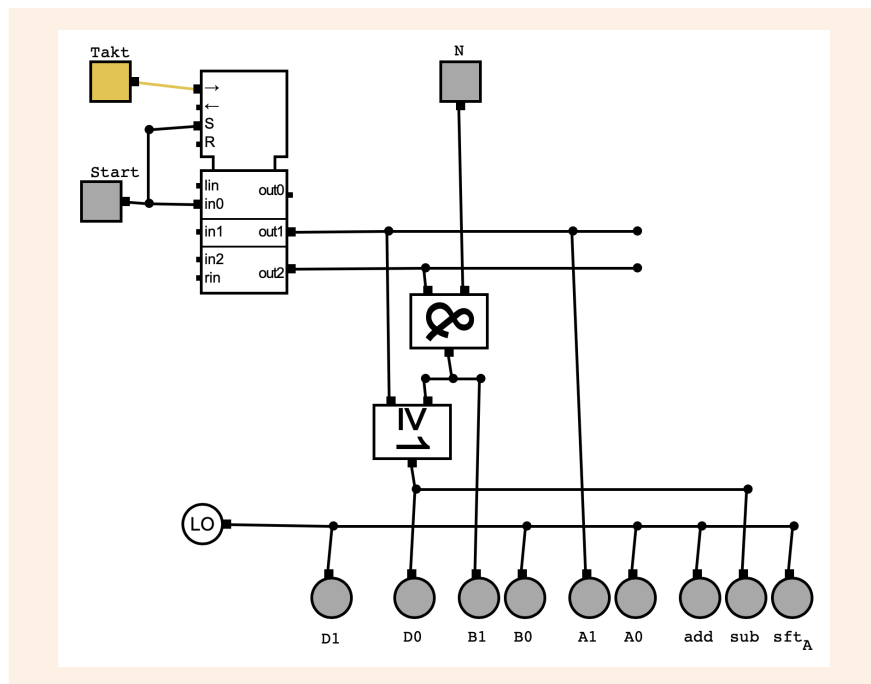 Takt
N
→
←
S
R
Start
lin
out0
in0
in1
out1
in2
out2
rin
&
≥1
LO
D1 D0 B1 B0 A1 A0 add sub sft_A